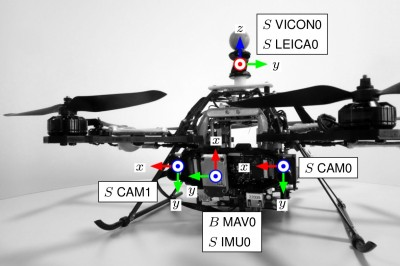 z
S VICON0
S LEICA0
y
x
x
x
S CAM0
S CAM1
y
y
y
B MAV0
S IMU0